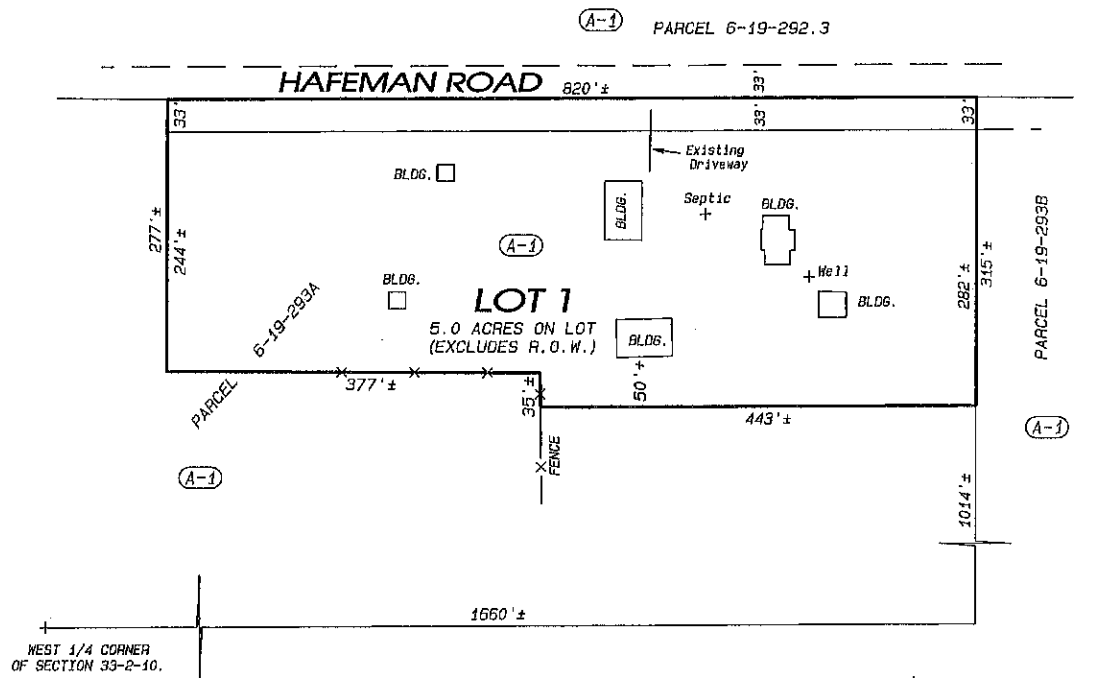 A-1 PARCEL 6-19-292.3
HAFEMAN ROAD
820'±
33'
33'
33'
33'
Existing
Driveway
BLDG.
BLDG.
Septic
BLDG.
277'±
244'±
A-1
Well
BLDG.
282'±
315'±
PARCEL 6-19-293B
BLDG.
LOT 1
5.0 ACRES ON LOT
(EXCLUDES R.O.W.)
BLDG.
PARCEL 6-19-293A
377'±
35'±
50'±
443'±
A-1
FENCE
A-1
1014'±
1660'±
WEST 1/4 CORNER
OF SECTION 33-2-10.